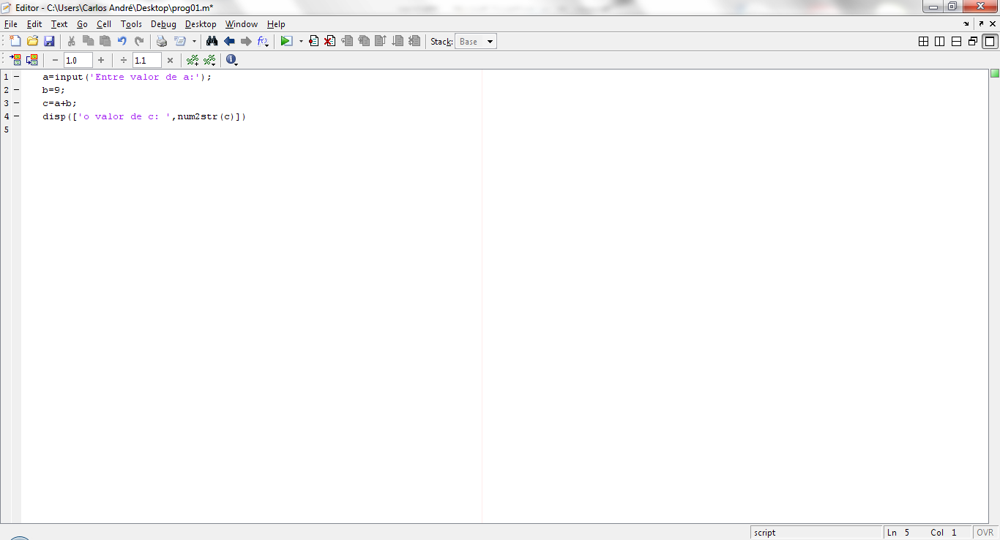 Editor - C:\Users\Carlos André\Desktop\prog01.m*
File Edit Text Go Cell Tools Debug Desktop Window Help
Stack: Base
1.0 1.1
1 a=input('Entre valor de a:');
2 b=9;
3 c=a+b;
4 disp(['o valor de c: ',num2str(c)])
5
script Ln 5 Col 1 OVR